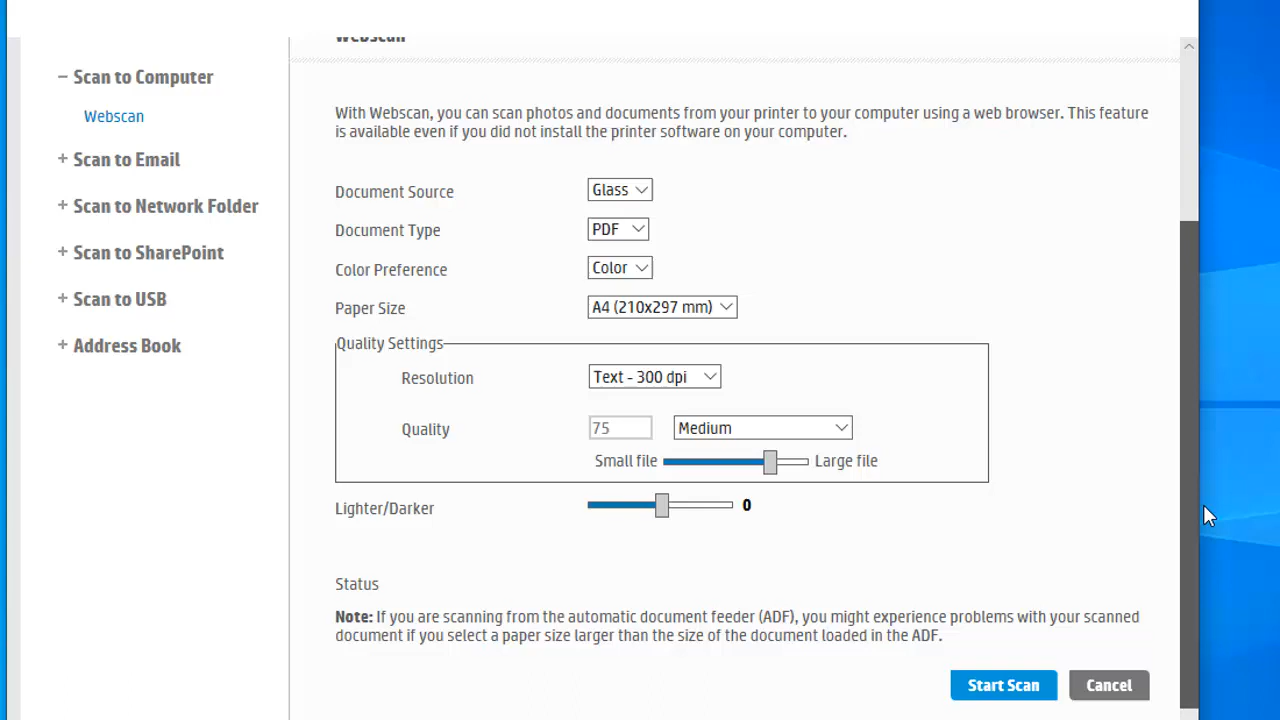 Webscan
− Scan to Computer
Webscan
+ Scan to Email
+ Scan to Network Folder
+ Scan to SharePoint
+ Scan to USB
+ Address Book
With Webscan, you can scan photos and documents from your printer to your computer using a web browser. This feature
is available even if you did not install the printer software on your computer.
Document Source Glass
Document Type PDF
Color Preference Color
Paper Size A4 (210x297 mm)
Quality Settings
Resolution Text - 300 dpi
Quality 75 Medium
Small file Large file
Lighter/Darker 0
Status
Note: If you are scanning from the automatic document feeder (ADF), you might experience problems with your scanned
document if you select a paper size larger than the size of the document loaded in the ADF.
Start Scan Cancel